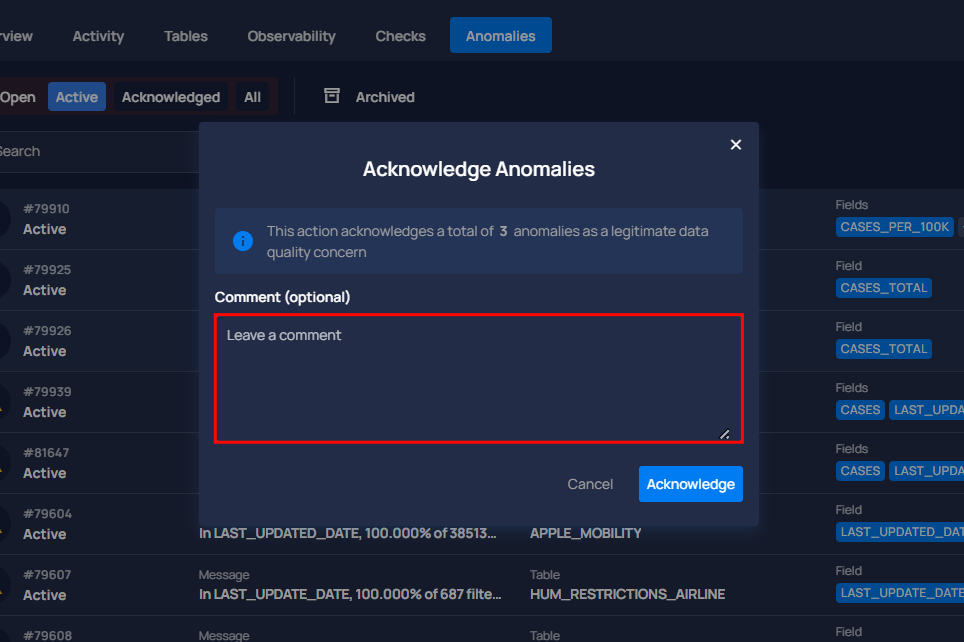 rview
Activity
Tables
Observability
Checks
Anomalies
Open
Active
Acknowledged
All
Archived
Search
Acknowledge Anomalies
This action acknowledges a total of 3 anomalies as a legitimate data
quality concern
Comment (optional)
Leave a comment
Cancel
Acknowledge
#79910
Active
Fields
CASES_PER_100K
#79925
Active
Field
CASES_TOTAL
#79926
Active
Field
CASES_TOTAL
#79939
Active
Fields
CASES
LAST_UPDA
#81647
Active
Fields
CASES
LAST_UPDA
#79604
Active
In LAST_UPDATED_DATE, 100.000% of 38513...
APPLE_MOBILITY
Field
LAST_UPDATED_DAT
#79607
Active
Message
In LAST_UPDATE_DATE, 100.000% of 687 filte...
Table
HUM_RESTRICTIONS_AIRLINE
Field
LAST_UPDATE_DATE
#79608
Message
Table
Field